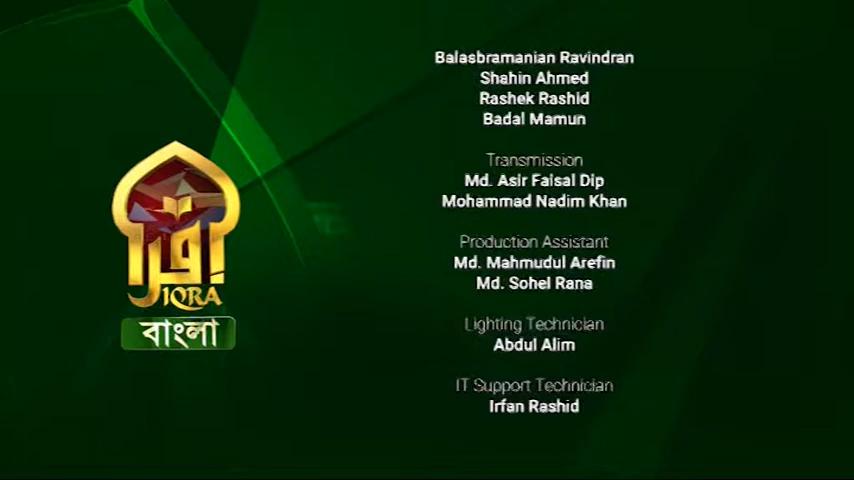 Balasbramanian Ravindran
Shahin Ahmed
Rashek Rashid
Badal Mamun
Transmission
Md. Asir Faisal Dip
Mohammad Nadim Khan
Production Assistant
Md. Mahmudul Arefin
Md. Sohel Rana
Lighting Technician
Abdul Alim
IT Support Technician
Irfan Rashid
اقرأ
IQRA
বাংলা